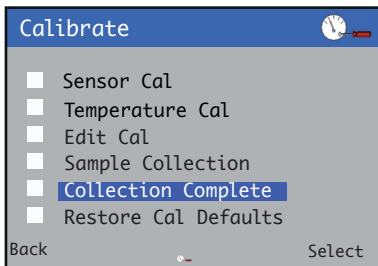 Calibrate
Sensor Cal
Temperature Cal
Edit Cal
Sample Collection
Collection Complete
Restore Cal Defaults
Back Select